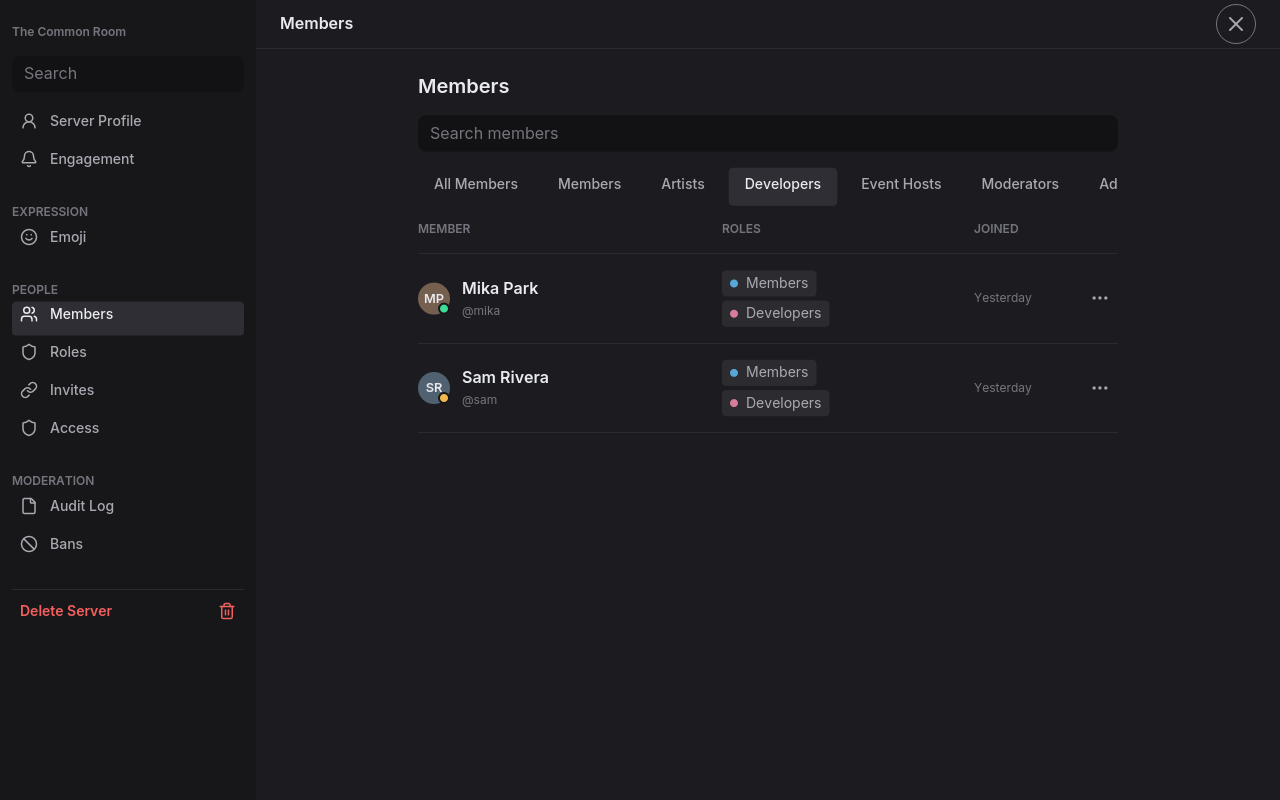 The Common Room
Search
Server Profile
Engagement
EXPRESSION
Emoji
PEOPLE
Members
Roles
Invites
Access
MODERATION
Audit Log
Bans
Delete Server
Members
Members
Search members
All Members Members Artists Developers Event Hosts Moderators Ad
MEMBER ROLES JOINED
MP Mika Park @mika Members Developers Yesterday
SR Sam Rivera @sam Members Developers Yesterday